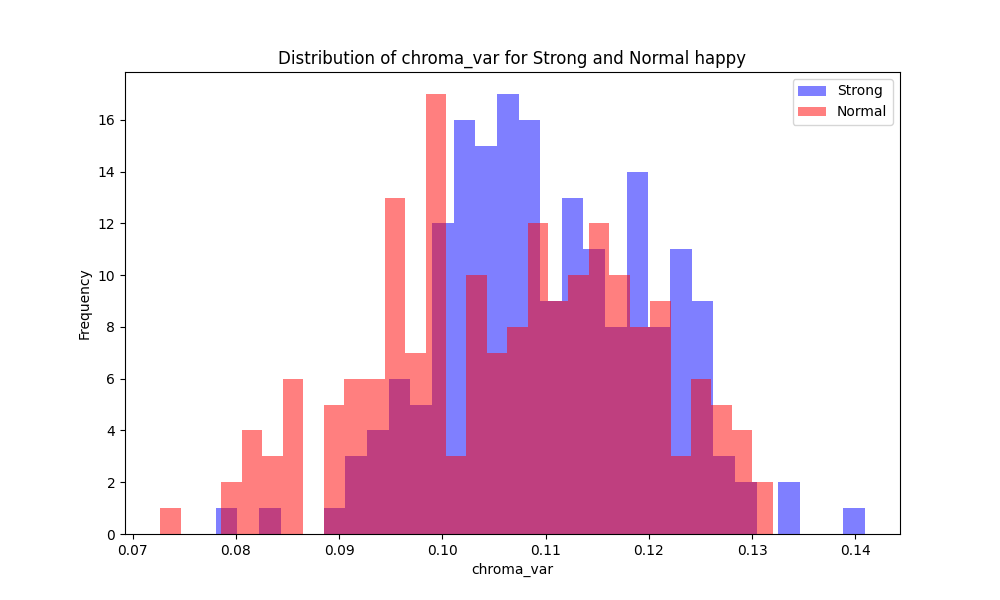 Distribution of chroma_var for Strong and Normal happy
Strong
Normal
Frequency
16
14
12
10
8
6
4
2
0
0.07 0.08 0.09 0.10 0.11 0.12 0.13 0.14
chroma_var